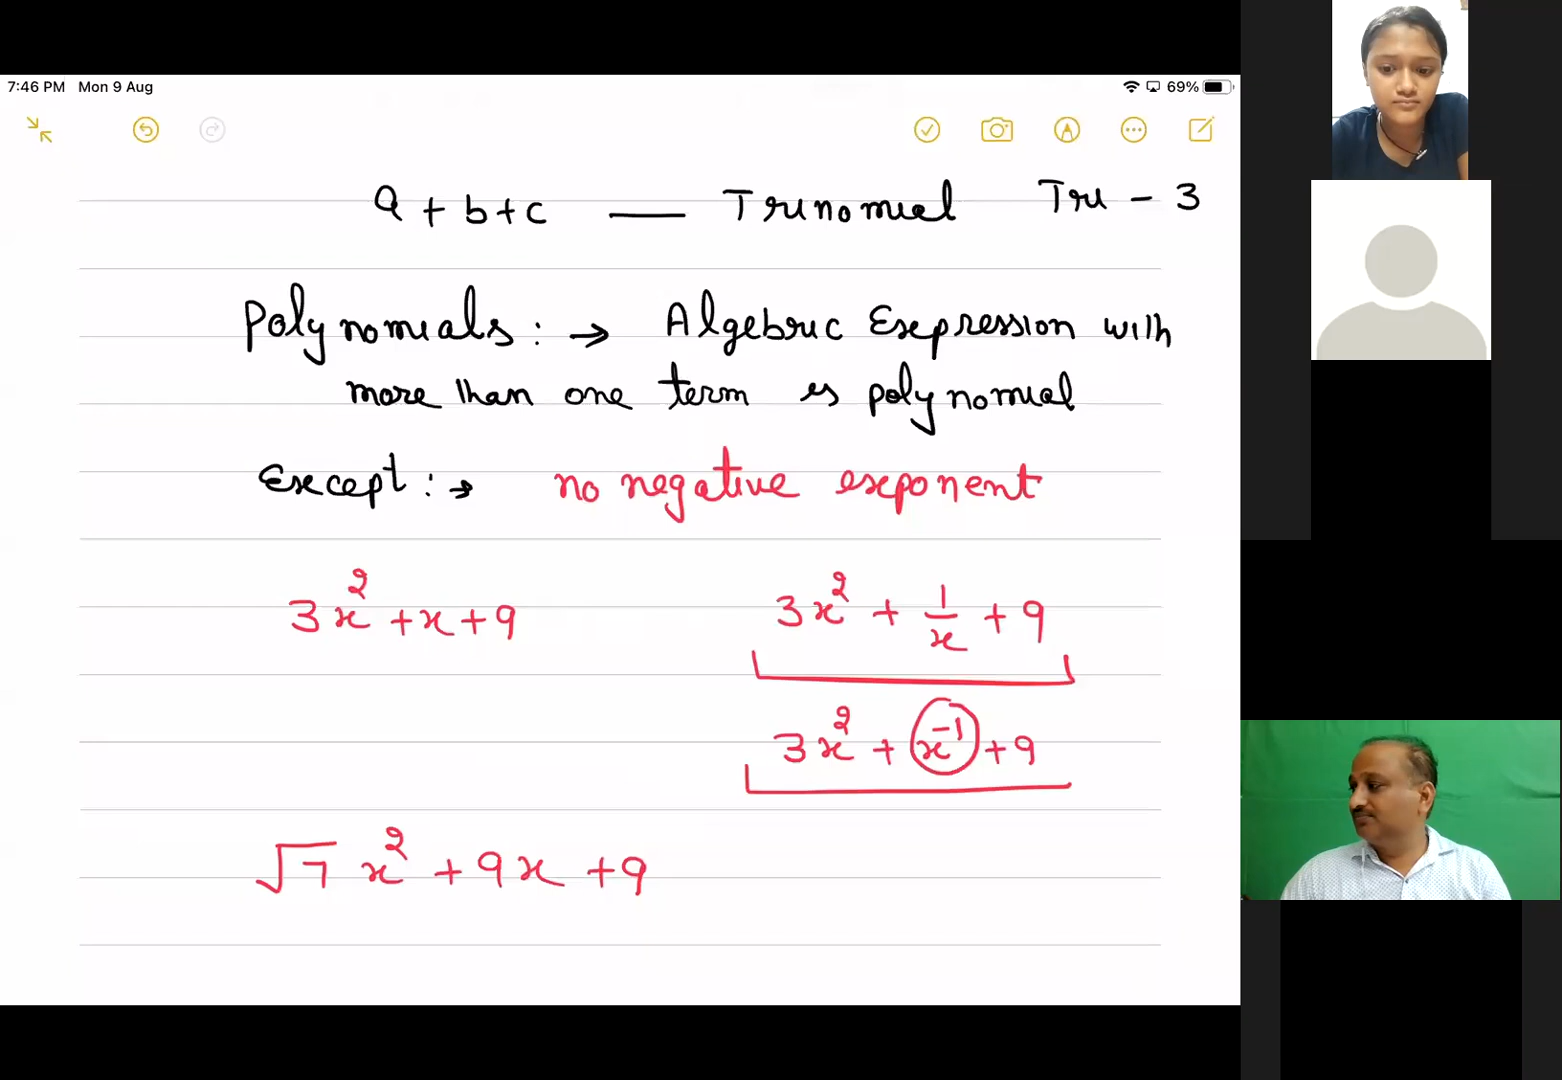 7:46 PM Mon 9 Aug 69%
a + b + c — Trinomial Tri - 3
Polynomials : → Algebric Expression with
more than one term is polynomial
Except : → no negative exponent
3x² + x + 9 3x² + 1/x + 9
3x² + x⁻¹ + 9
√7 x² + 9x + 9